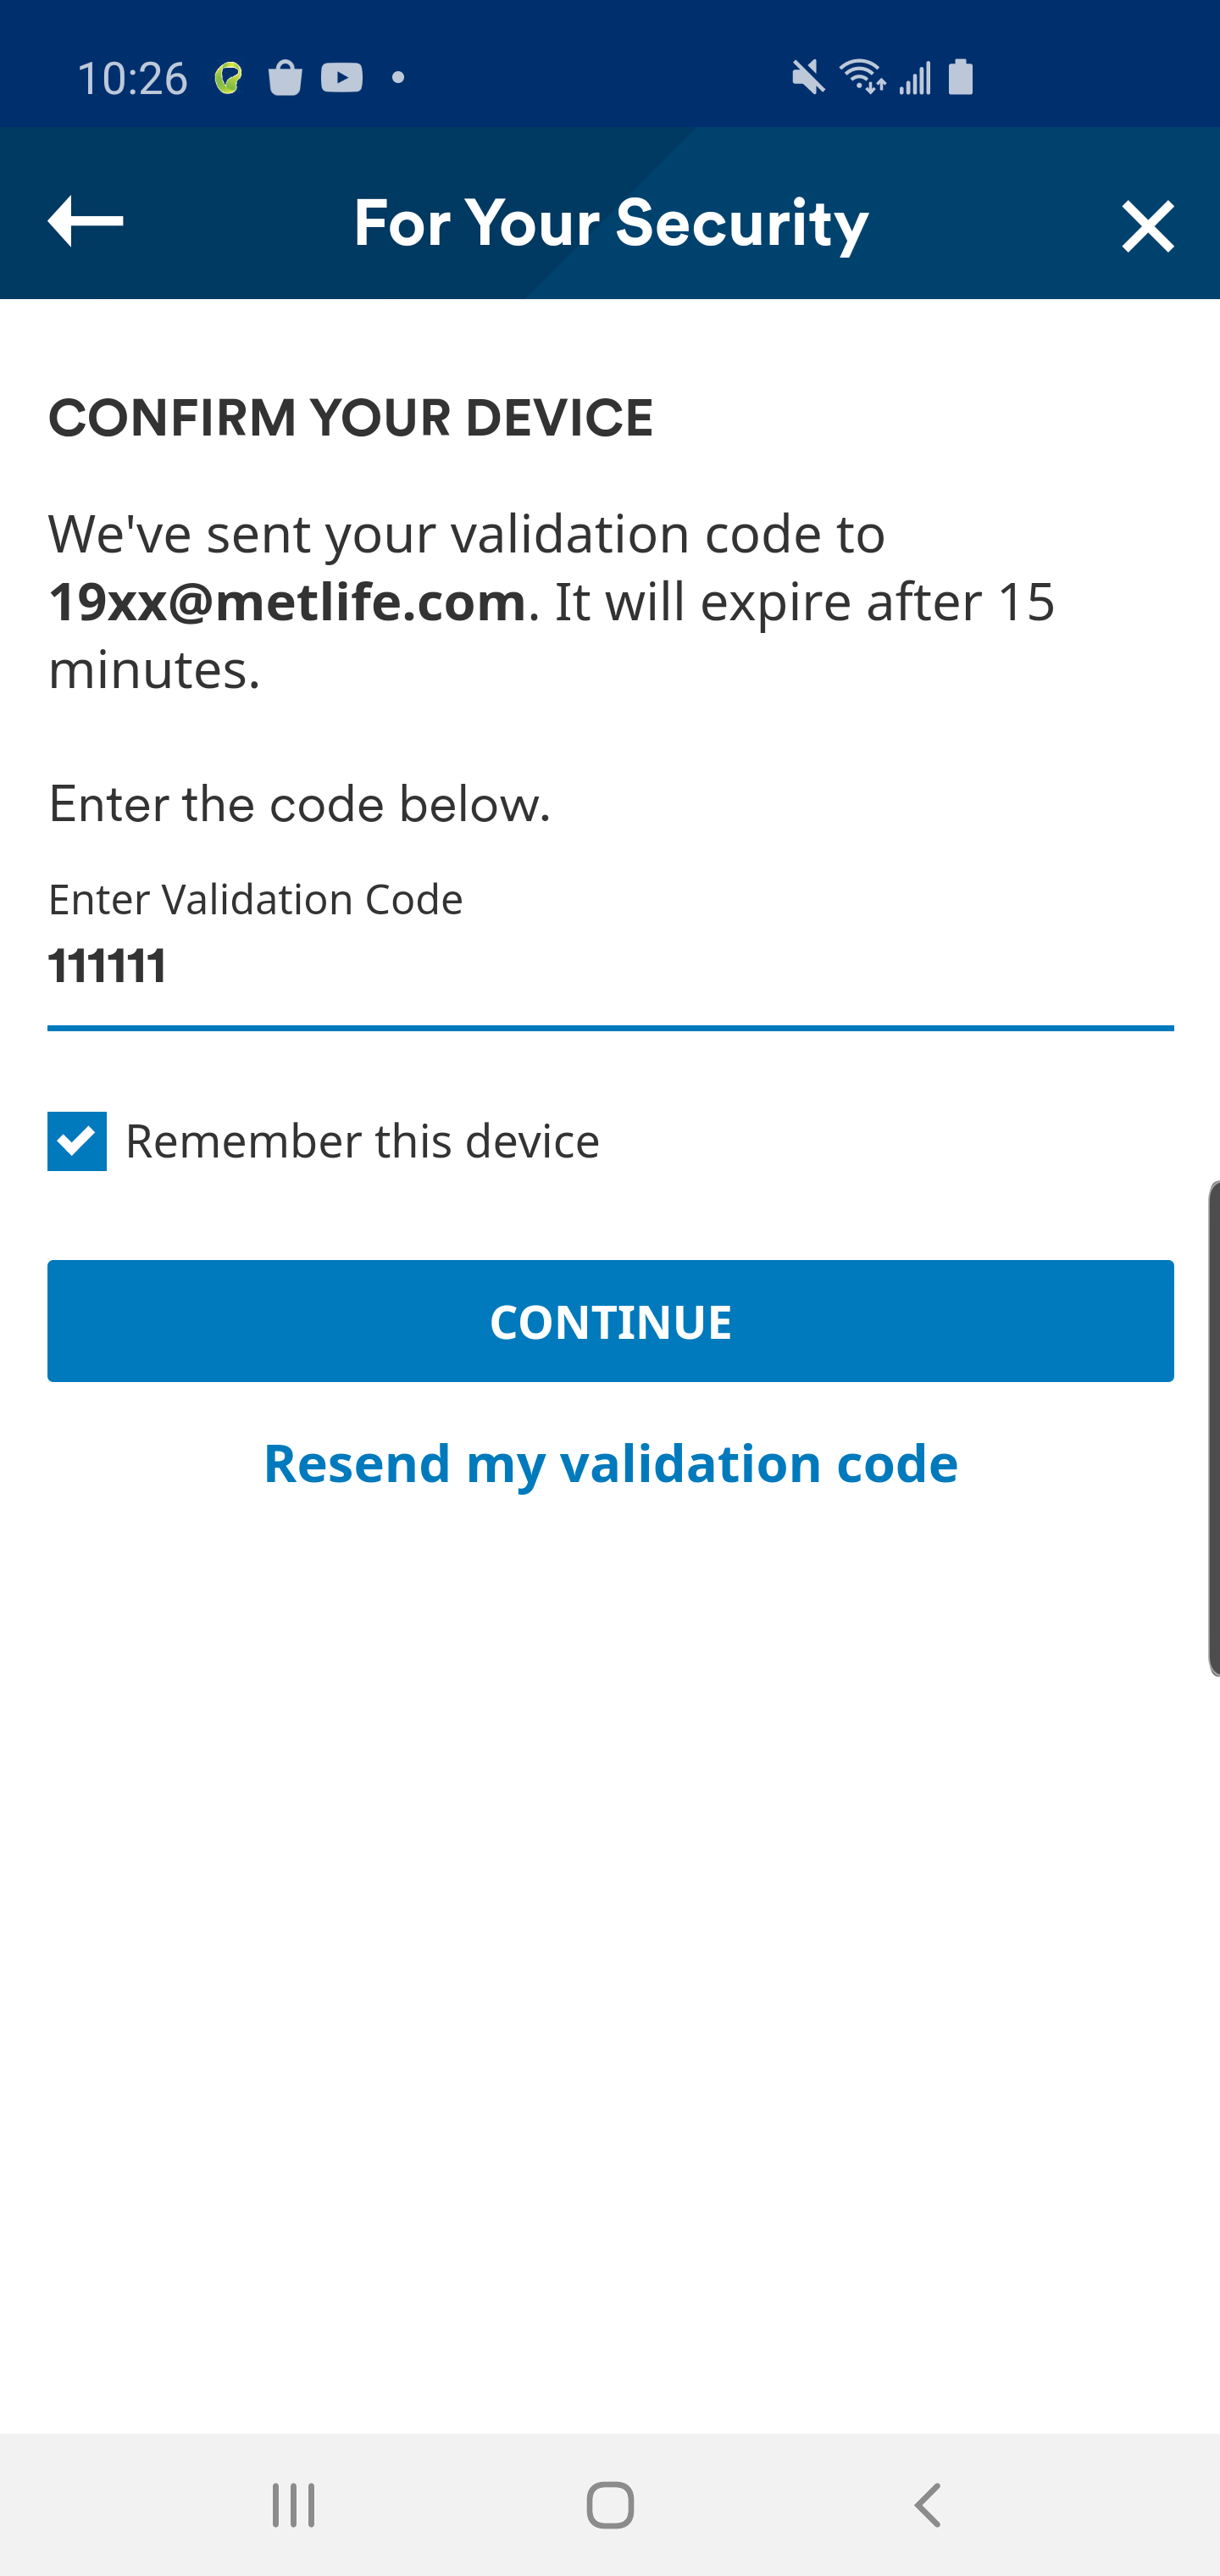 10:26
For Your Security
CONFIRM YOUR DEVICE
We've sent your validation code to
19xx@metlife.com. It will expire after 15
minutes.
Enter the code below.
Enter Validation Code
111111
Remember this device
CONTINUE
Resend my validation code